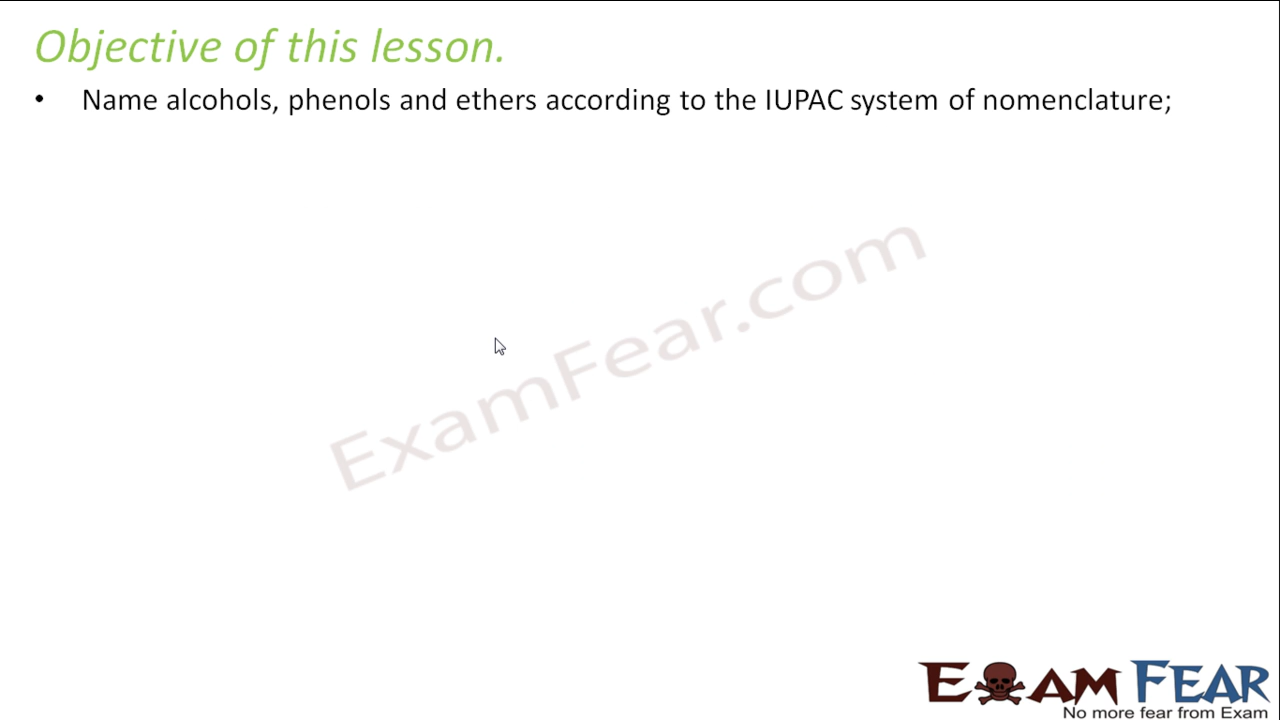 Objective of this lesson.
• Name alcohols, phenols and ethers according to the IUPAC system of nomenclature;
ExamFear.com
EXAM FEAR
No more fear from Exam